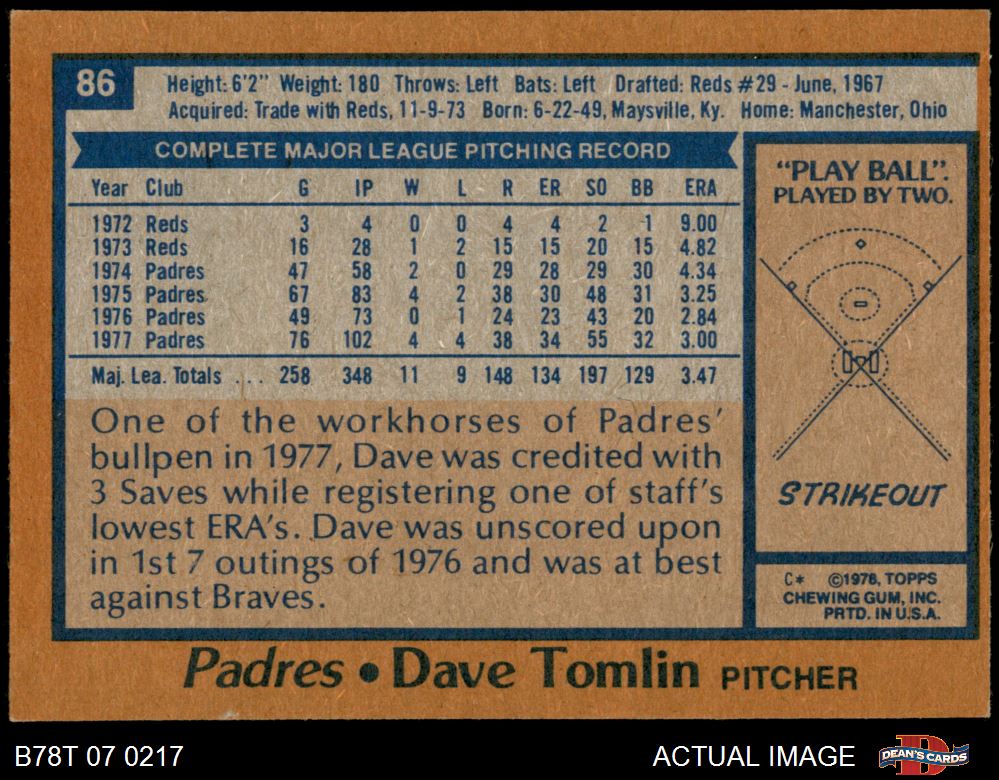 86
Height: 6'2" Weight: 180 Throws: Left Bats: Left Drafted: Reds #29 - June, 1967
Acquired: Trade with Reds, 11-9-73 Born: 6-22-49, Maysville, Ky. Home: Manchester, Ohio
COMPLETE MAJOR LEAGUE PITCHING RECORD
Year Club G IP W L R ER SO BB ERA
1972 Reds 3 4 0 0 4 4 2 1 9.00
1973 Reds 16 28 1 2 15 15 20 15 4.82
1974 Padres 47 58 2 0 29 28 29 30 4.34
1975 Padres 67 83 4 2 38 30 48 31 3.25
1976 Padres 49 73 0 1 24 23 43 20 2.84
1977 Padres 76 102 4 4 38 34 55 32 3.00
Maj. Lea. Totals ... 258 348 11 9 148 134 197 129 3.47
One of the workhorses of Padres'
bullpen in 1977, Dave was credited with
3 Saves while registering one of staff's
lowest ERA's. Dave was unscored upon
in 1st 7 outings of 1976 and was at best
against Braves.
"PLAY BALL".
PLAYED BY TWO.
STRIKEOUT
C* ©1978, TOPPS
CHEWING GUM, INC.
PRTD. IN U.S.A.
Padres • Dave Tomlin PITCHER
B78T 07 0217 ACTUAL IMAGE DEAN'S CARDS